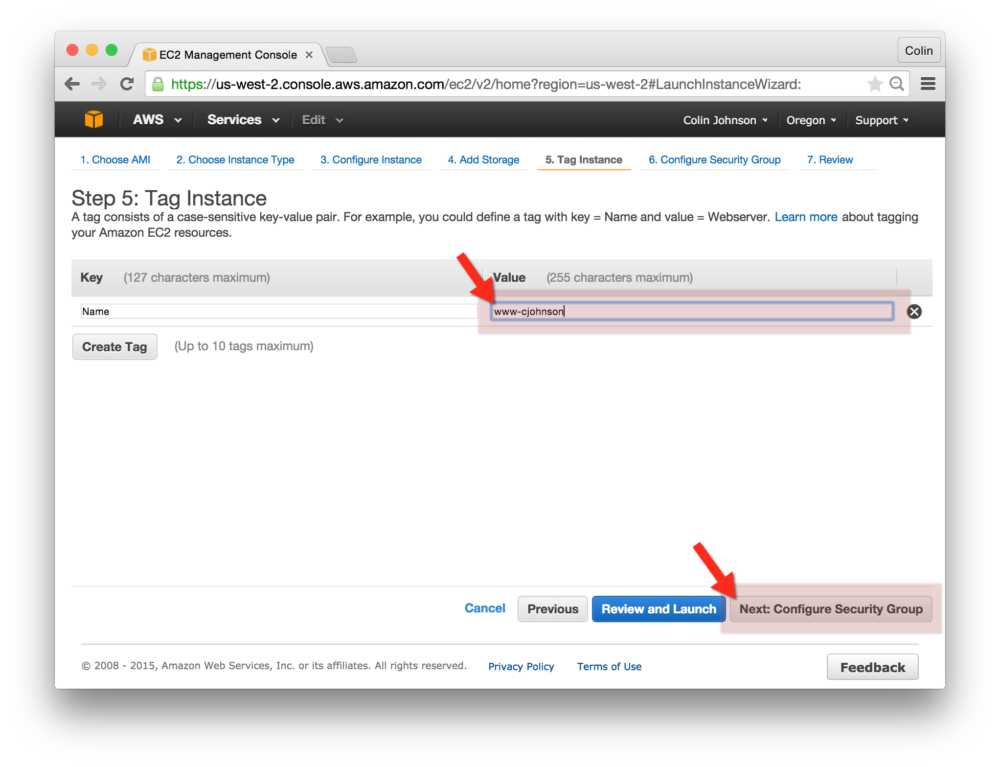 EC2 Management Console
Colin
https://us-west-2.console.aws.amazon.com/ec2/v2/home?region=us-west-2#LaunchInstanceWizard:
AWS Services Edit Colin Johnson Oregon Support
1. Choose AMI 2. Choose Instance Type 3. Configure Instance 4. Add Storage 5. Tag Instance 6. Configure Security Group 7. Review
Step 5: Tag Instance
A tag consists of a case-sensitive key-value pair. For example, you could define a tag with key = Name and value = Webserver. Learn more about tagging
your Amazon EC2 resources.
Key (127 characters maximum) Value (255 characters maximum)
Name www-cjohnson
Create Tag (Up to 10 tags maximum)
Cancel Previous Review and Launch Next: Configure Security Group
© 2008 - 2015, Amazon Web Services, Inc. or its affiliates. All rights reserved. Privacy Policy Terms of Use Feedback